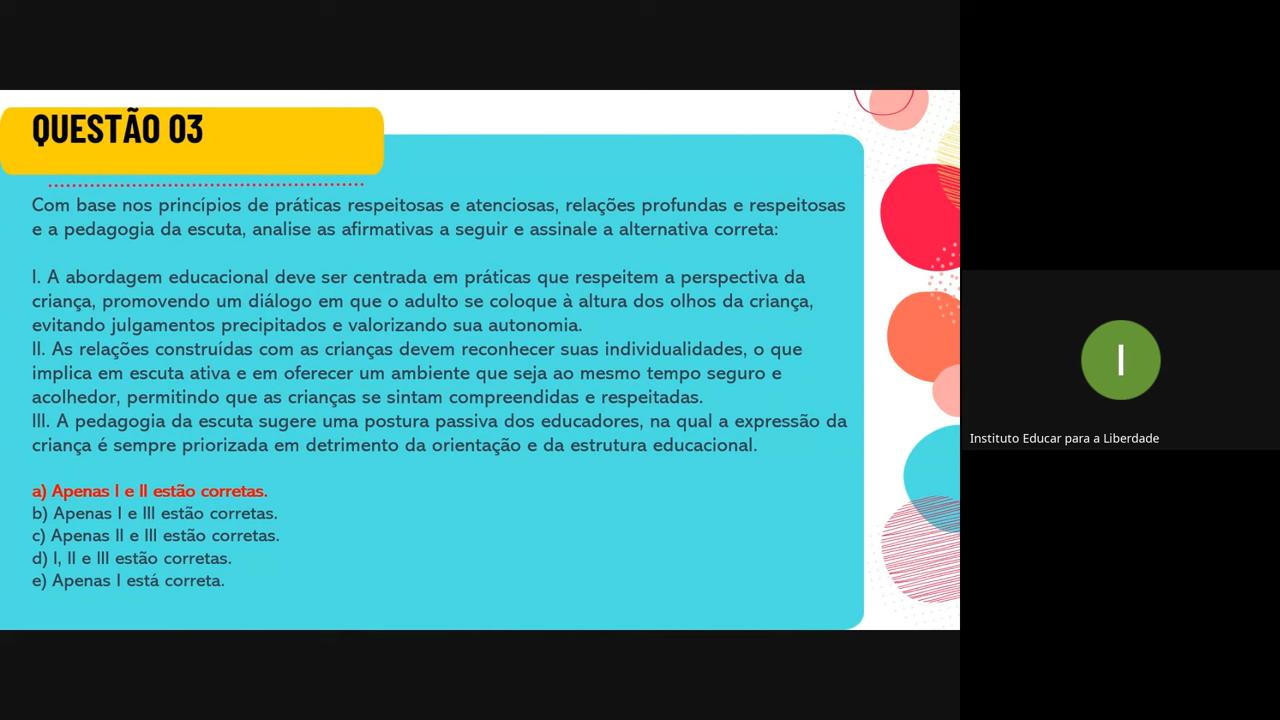 QUESTÃO 03
Com base nos princípios de práticas respeitosas e atenciosas, relações profundas e respeitosas
e a pedagogia da escuta, analise as afirmativas a seguir e assinale a alternativa correta:
I. A abordagem educacional deve ser centrada em práticas que respeitem a perspectiva da
criança, promovendo um diálogo em que o adulto se coloque à altura dos olhos da criança,
evitando julgamentos precipitados e valorizando sua autonomia.
II. As relações construídas com as crianças devem reconhecer suas individualidades, o que
implica em escuta ativa e em oferecer um ambiente que seja ao mesmo tempo seguro e
acolhedor, permitindo que as crianças se sintam compreendidas e respeitadas.
III. A pedagogia da escuta sugere uma postura passiva dos educadores, na qual a expressão da
criança é sempre priorizada em detrimento da orientação e da estrutura educacional.
a) Apenas I e II estão corretas.
b) Apenas I e III estão corretas.
c) Apenas II e III estão corretas.
d) I, II e III estão corretas.
e) Apenas I está correta.
I
Instituto Educar para a Liberdade